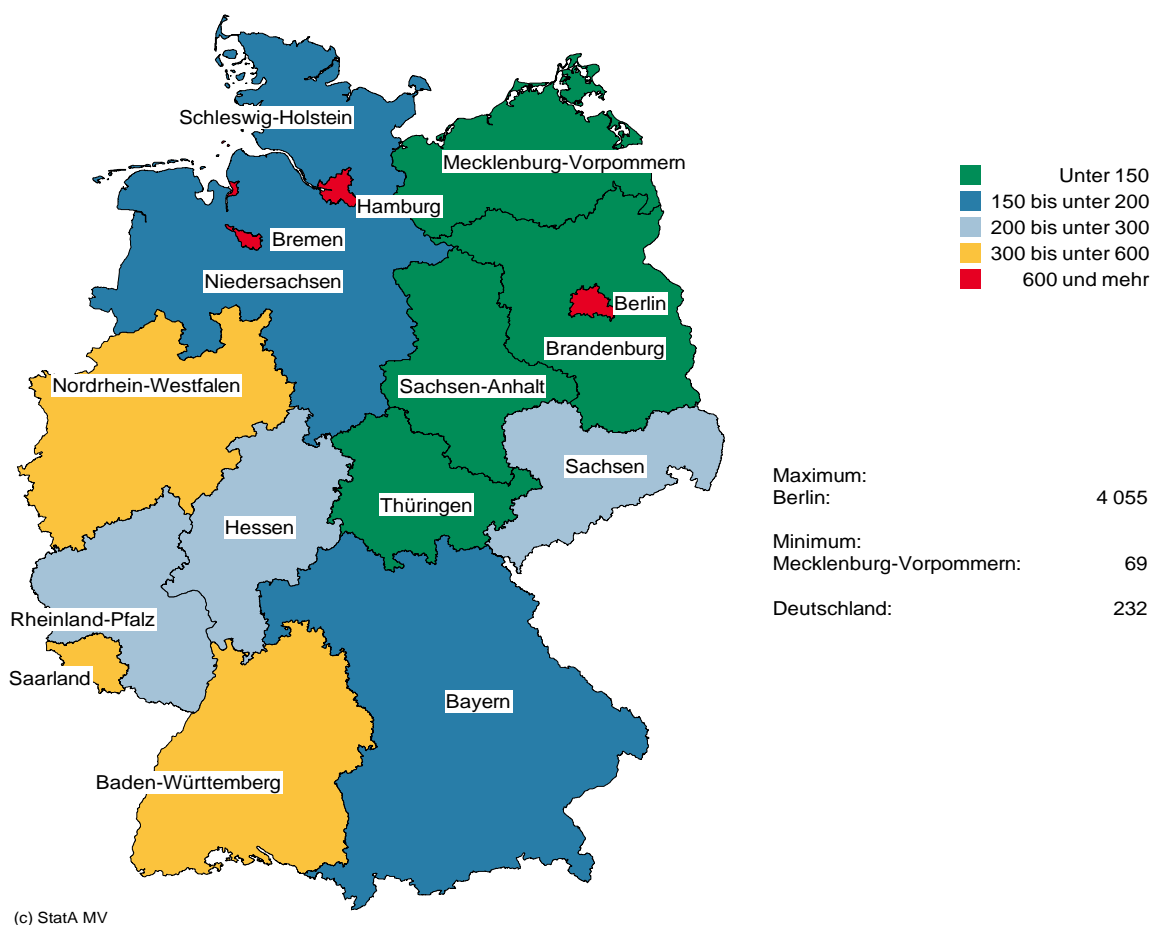 Schleswig-Holstein
Mecklenburg-Vorpommern
Hamburg
Bremen
Niedersachsen
Berlin
Brandenburg
Nordrhein-Westfalen
Sachsen-Anhalt
Sachsen
Thüringen
Hessen
Rheinland-Pfalz
Saarland
Bayern
Baden-Württemberg
Unter 150
150 bis unter 200
200 bis unter 300
300 bis unter 600
600 und mehr
Maximum:
Berlin: 4 055
Minimum:
Mecklenburg-Vorpommern: 69
Deutschland: 232
(c) StatA MV